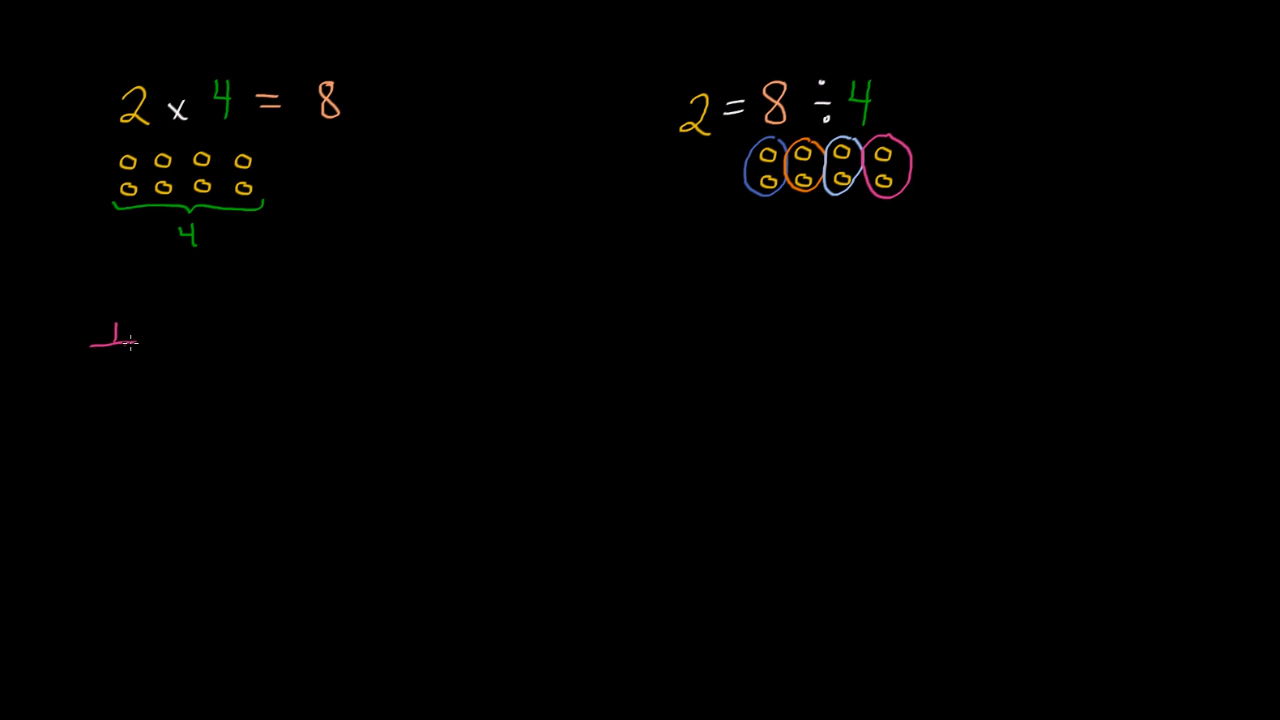 2 x 4 = 8
4
2 = 8 ÷ 4